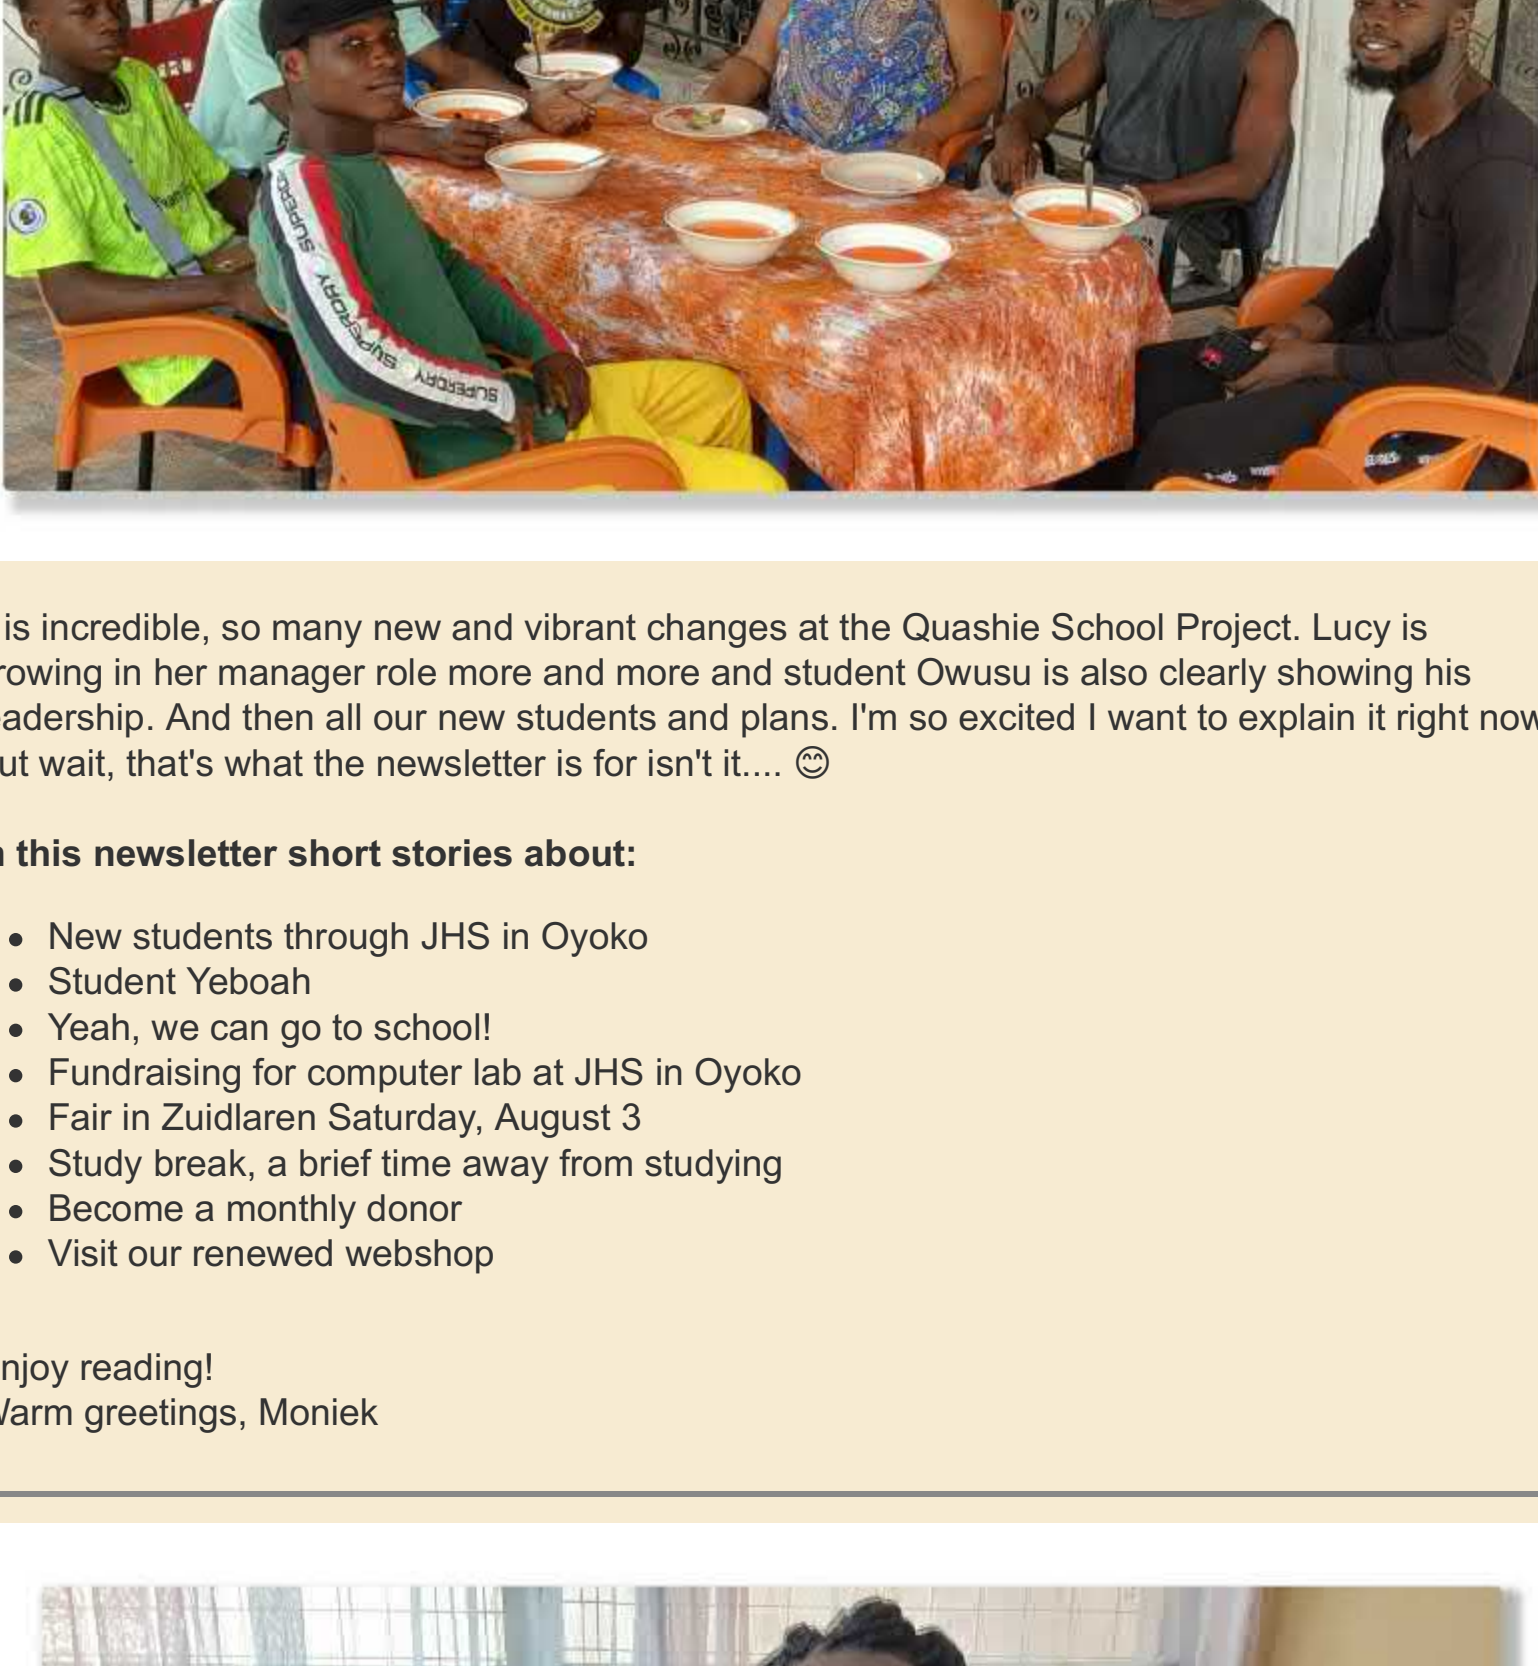 SUPERDRY SUPERDRY SUPERDRY
is incredible, so many new and vibrant changes at the Quashie School Project. Lucy is
rowing in her manager role more and more and student Owusu is also clearly showing his
eadership. And then all our new students and plans. I'm so excited I want to explain it right now
ut wait, that's what the newsletter is for isn't it.... 😊
n this newsletter short stories about:
• New students through JHS in Oyoko
• Student Yeboah
• Yeah, we can go to school!
• Fundraising for computer lab at JHS in Oyoko
• Fair in Zuidlaren Saturday, August 3
• Study break, a brief time away from studying
• Become a monthly donor
• Visit our renewed webshop
njoy reading!
Warm greetings, Moniek